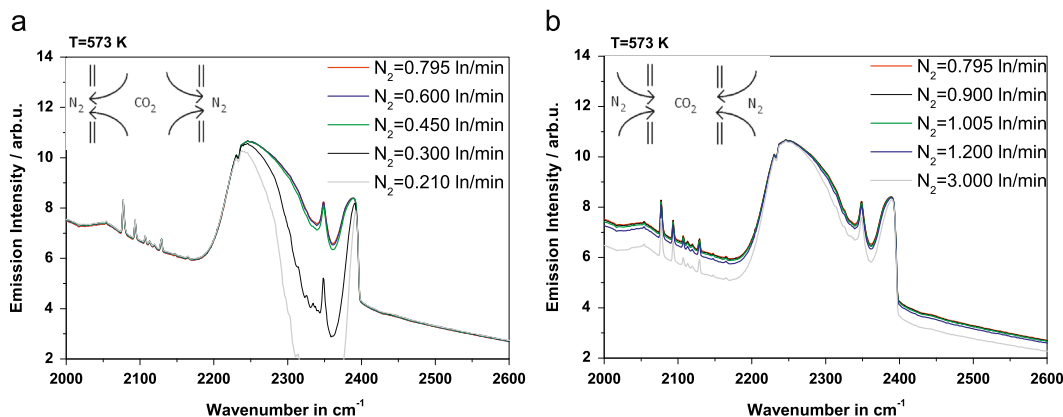 a
T=573 K
14
12
10
8
6
4
2
Emission Intensity / arb.u.
N2 CO2 N2
N2=0.795 ln/min
N2=0.600 ln/min
N2=0.450 ln/min
N2=0.300 ln/min
N2=0.210 ln/min
2000 2100 2200 2300 2400 2500 2600
Wavenumber in cm-1
b
T=573 K
14
12
10
8
6
4
2
Emission Intensity / arb.u.
N2 CO2 N2
N2=0.795 ln/min
N2=0.900 ln/min
N2=1.005 ln/min
N2=1.200 ln/min
N2=3.000 ln/min
2000 2100 2200 2300 2400 2500 2600
Wavenumber in cm-1